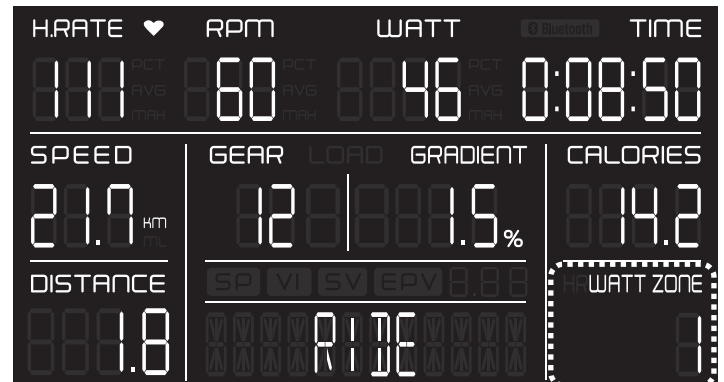 H.RATE ♥ RPM WATT Bluetooth TIME
PCT PCT PCT
AVG AVG AVG
MAX MAX MAX
111 60 46 0:08:50
SPEED GEAR LOAD GRADIENT CALORIES
21.7 KM 12 1.5% 14.2
ML
DISTANCE SP VI SV EPV HR WATT ZONE
1.8 RIDE 1